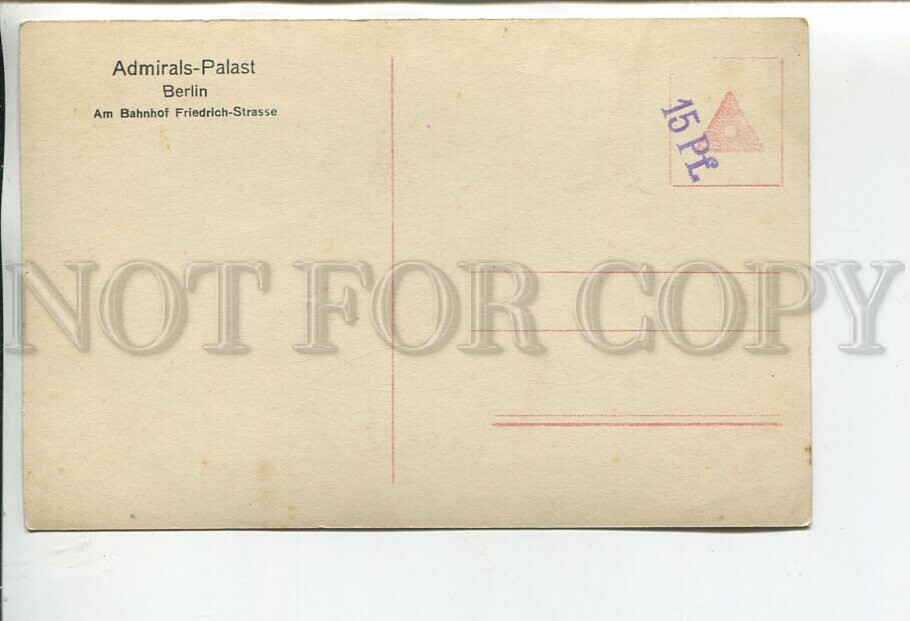 Admirals-Palast
Berlin
Am Bahnhof Friedrich-Strasse
15 Pf.
NOT FOR COPY